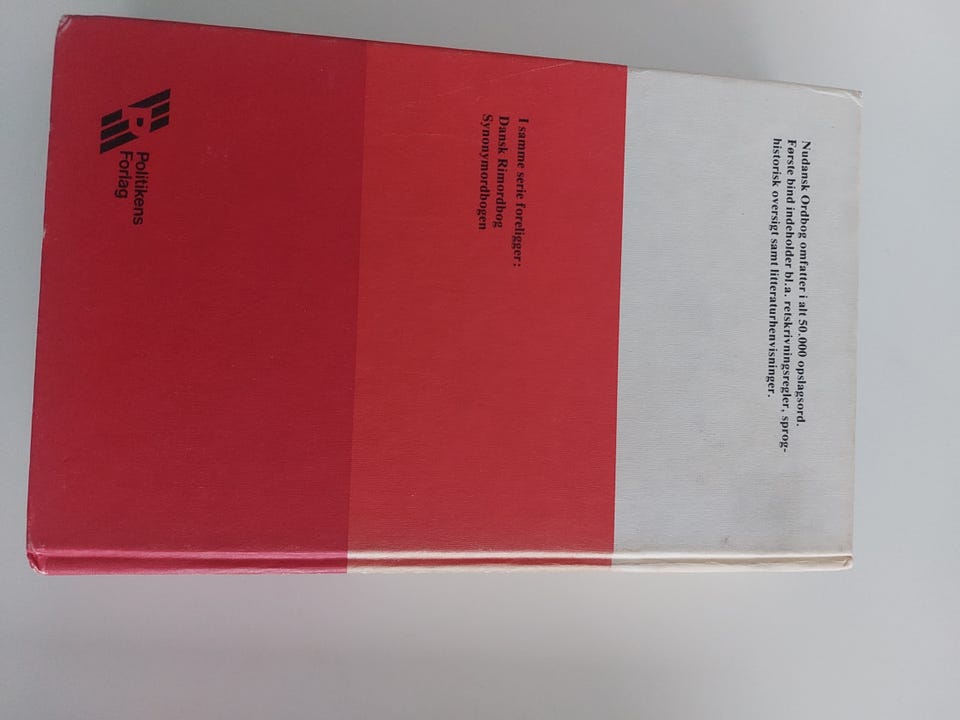 Nudansk Ordbog omfatter i alt 50.000 opslagsord.
Første bind indeholder bl.a. retskrivningsregler, sprog-
historisk oversigt samt litteraturhenvisninger.
I samme serie foreligger:
Dansk Rimordbog
Synonymordbogen
P
Politikens
Forlag